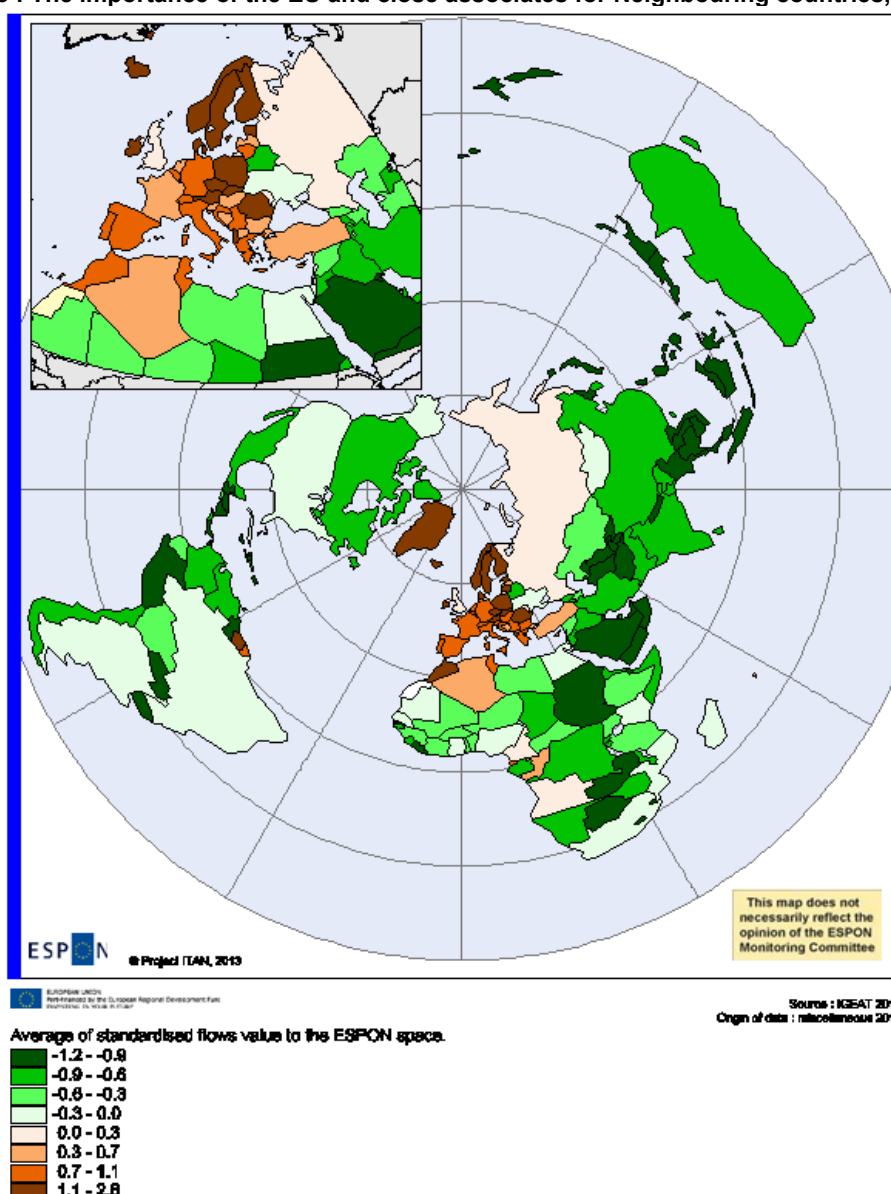 The importance of the EU and close associates for Neighbouring countries,
This map does not
necessarily reflect the
opinion of the ESPON
Monitoring Committee
ESPON
© Project ITAN, 2013
EUROPEAN UNION
Part-financed by the European Regional Development Fund
INVESTING IN YOUR FUTURE
Source : IGEAT 20
Origin of data : miscellaneous 20
Average of standardised flows value to the ESPON space.
-1.2 - -0.9
-0.9 - -0.6
-0.6 - -0.3
-0.3 - 0.0
0.0 - 0.3
0.3 - 0.7
0.7 - 1.1
1.1 - 2.8